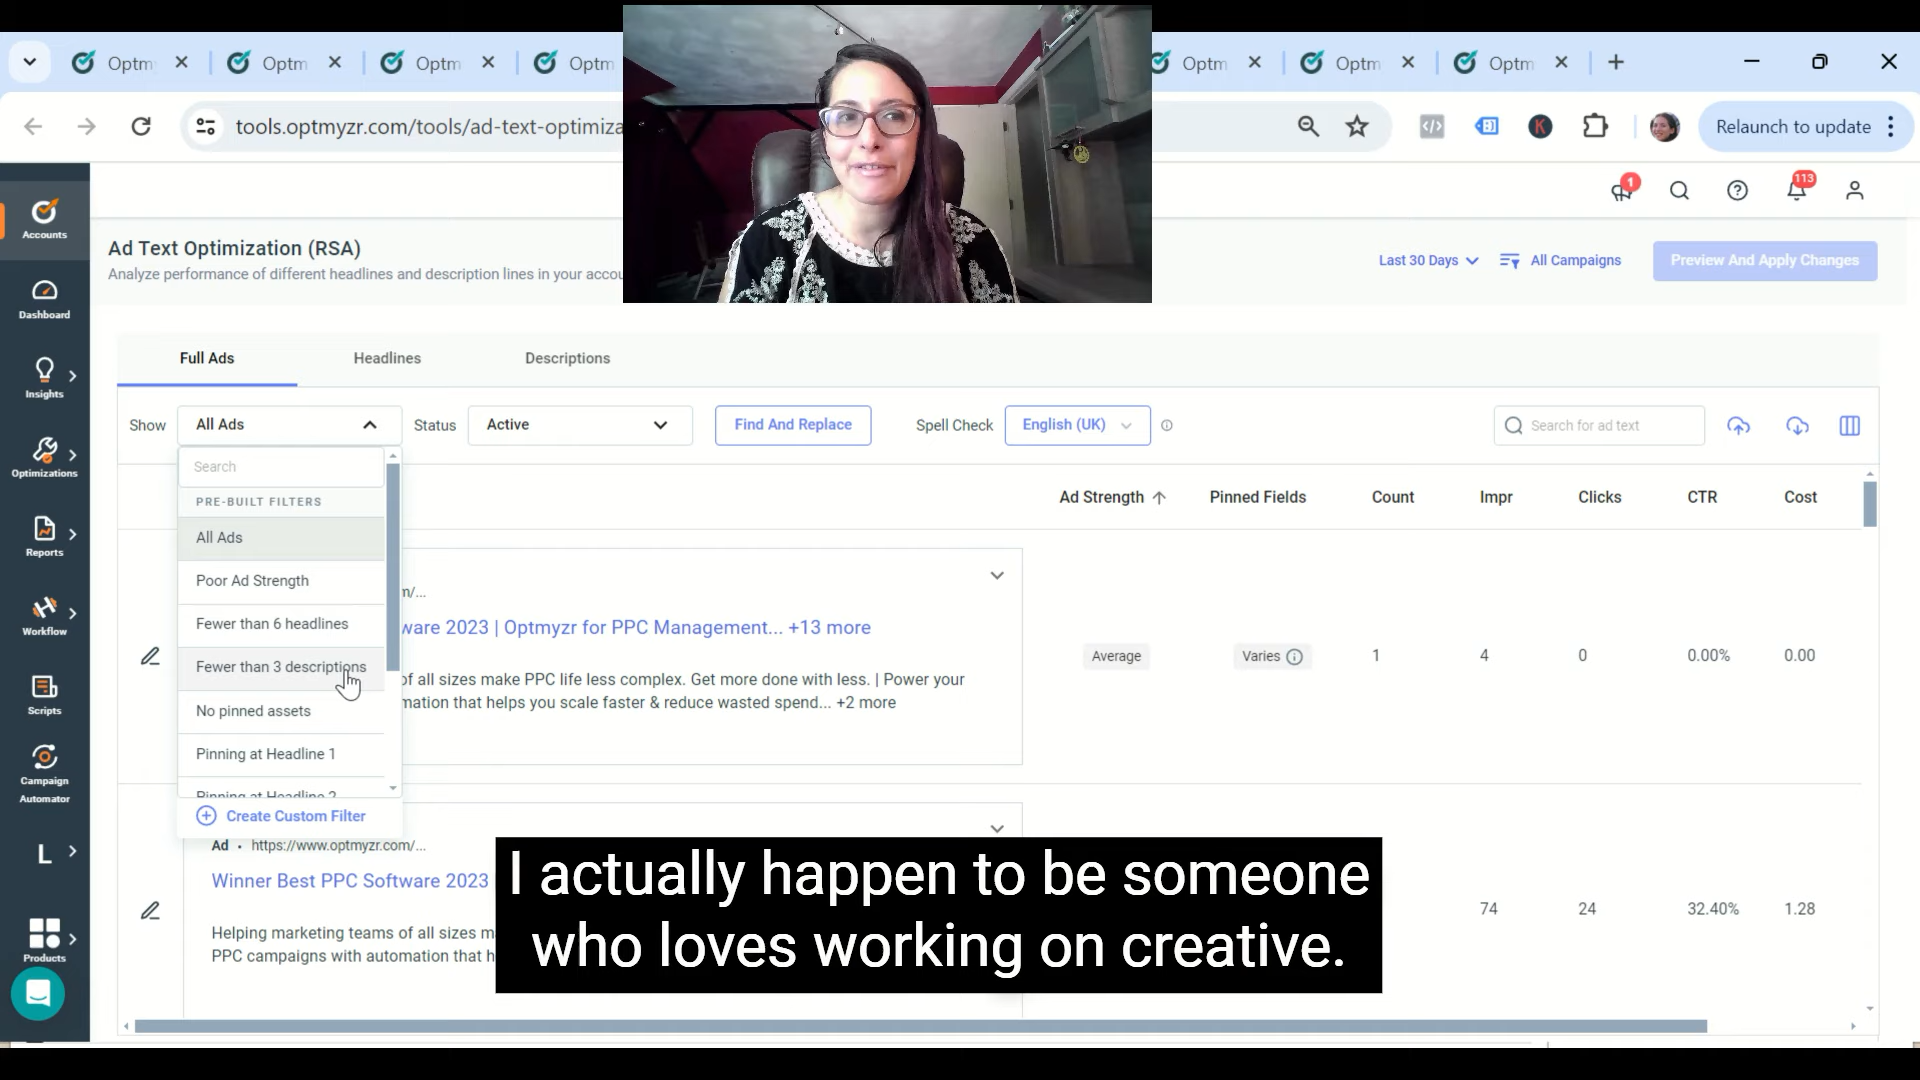 Optm
Optm
Optm
Optm
Optm
Optm
Optm
tools.optmyzr.com/tools/ad-text-optimiza
Relaunch to update
1
113
Accounts
Dashboard
Insights
Optimizations
Reports
Workflow
Scripts
Campaign
Automator
L
Products
Ad Text Optimization (RSA)
Analyze performance of different headlines and description lines in your accou
Last 30 Days
All Campaigns
Preview And Apply Changes
Full Ads
Headlines
Descriptions
Show
All Ads
Status
Active
Find And Replace
Spell Check
English (UK)
Search for ad text
Search
PRE-BUILT FILTERS
All Ads
Poor Ad Strength
Fewer than 6 headlines
Fewer than 3 descriptions
No pinned assets
Pinning at Headline 1
Pinning at Headline 2
Create Custom Filter
Ad Strength
Pinned Fields
Count
Impr
Clicks
CTR
Cost
m/...
ware 2023 | Optmyzr for PPC Management... +13 more
of all sizes make PPC life less complex. Get more done with less. | Power your
mation that helps you scale faster & reduce wasted spend... +2 more
Average
Varies
1
4
0
0.00%
0.00
Ad · https://www.optmyzr.com/...
Winner Best PPC Software 2023
Helping marketing teams of all sizes m
PPC campaigns with automation that h
74
24
32.40%
1.28
I actually happen to be someone
who loves working on creative.